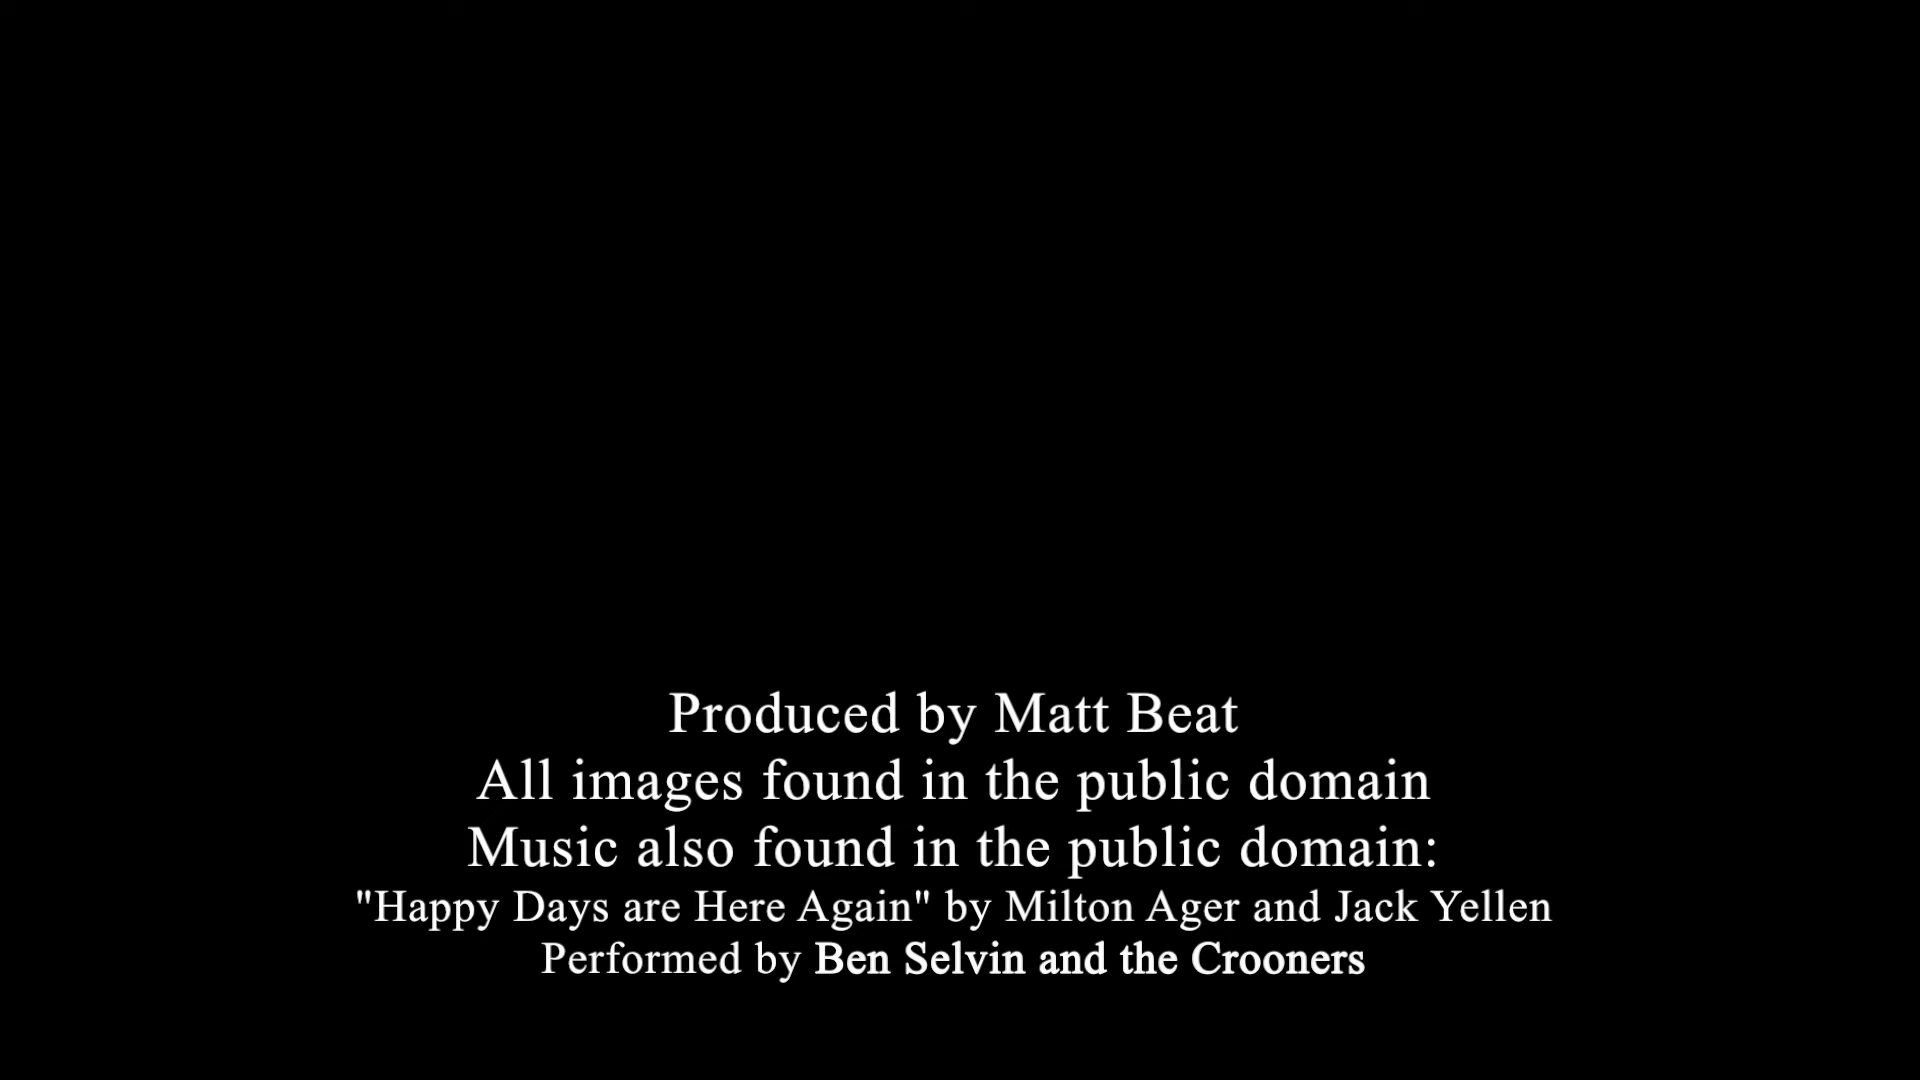 Produced by Matt Beat
All images found in the public domain
Music also found in the public domain:
"Happy Days are Here Again" by Milton Ager and Jack Yellen
Performed by Ben Selvin and the Crooners